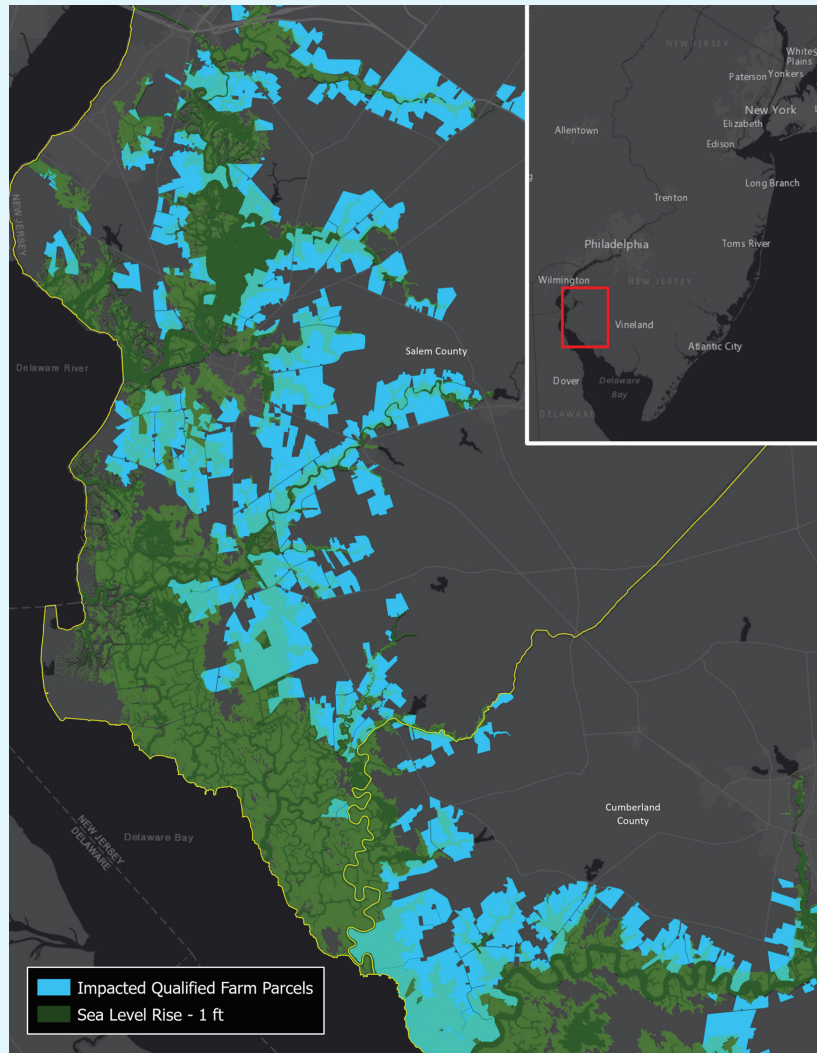 NEW JERSEY
White
Plains
Paterson
Yonkers
New York
Allentown
Elizabeth
Edison
Long Branch
Trenton
Philadelphia
Toms River
Wilmington
NEW JERSEY
Vineland
Atlantic City
Dover
Delaware
Bay
DELAWARE
NEW
JERSEY
Salem County
Delaware River
Cumberland
County
NEW JERSEY
DELAWARE
Delaware Bay
Impacted Qualified Farm Parcels
Sea Level Rise - 1 ft